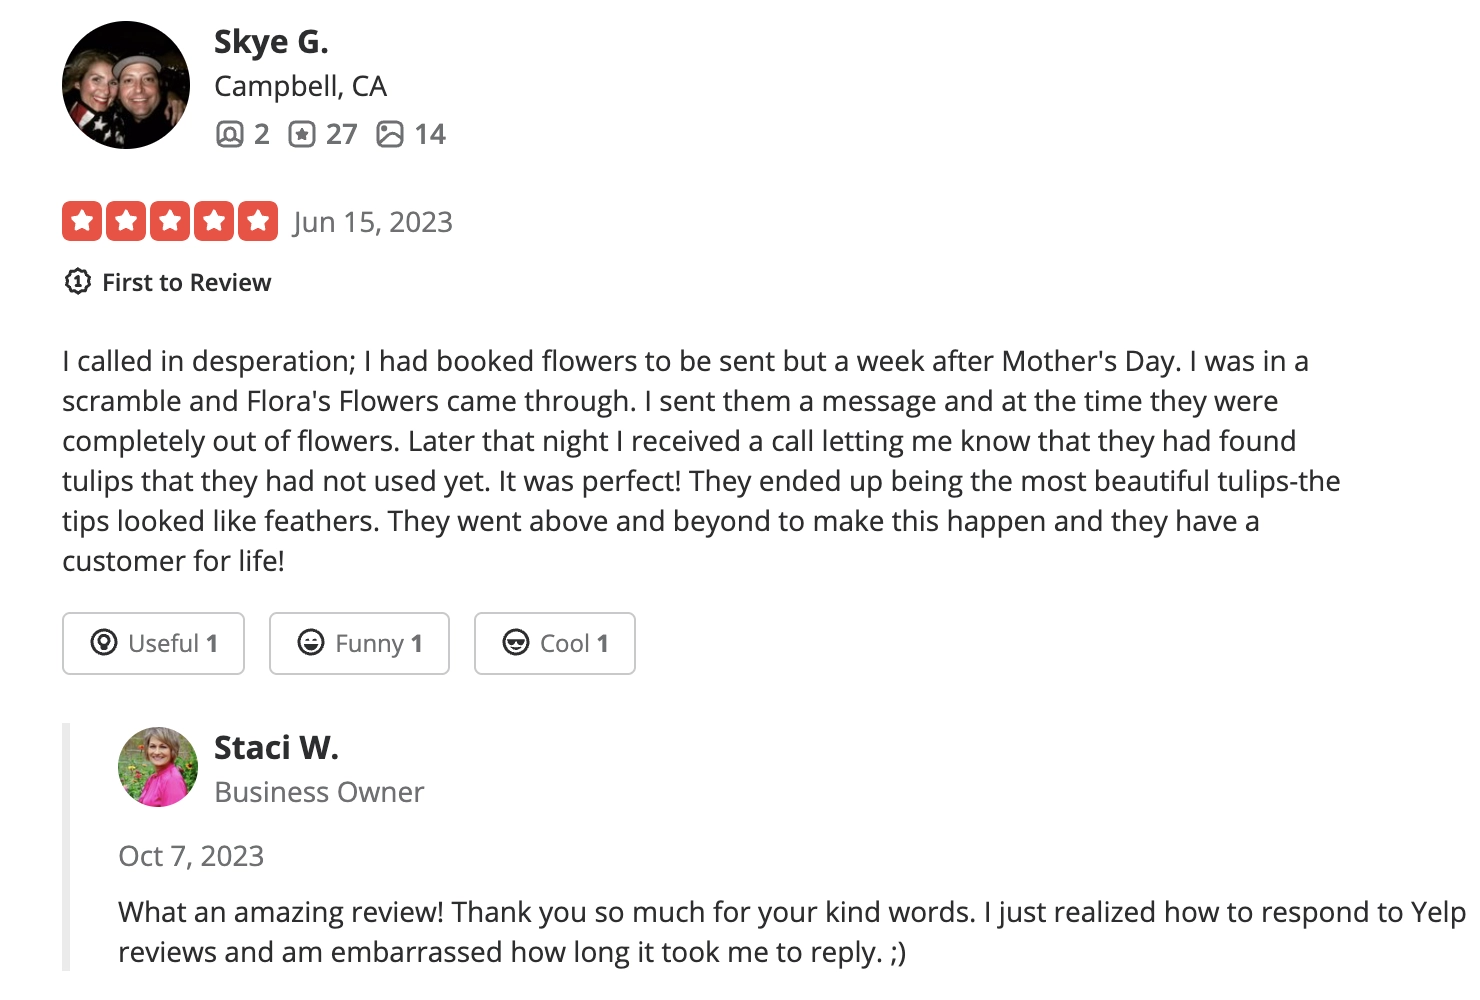 Skye G.
Campbell, CA
2 27 14
Jun 15, 2023
1 First to Review
I called in desperation; I had booked flowers to be sent but a week after Mother's Day. I was in a
scramble and Flora's Flowers came through. I sent them a message and at the time they were
completely out of flowers. Later that night I received a call letting me know that they had found
tulips that they had not used yet. It was perfect! They ended up being the most beautiful tulips-the
tips looked like feathers. They went above and beyond to make this happen and they have a
customer for life!
Useful 1 Funny 1 Cool 1
Staci W.
Business Owner
Oct 7, 2023
What an amazing review! Thank you so much for your kind words. I just realized how to respond to Yelp
reviews and am embarrassed how long it took me to reply. ;)